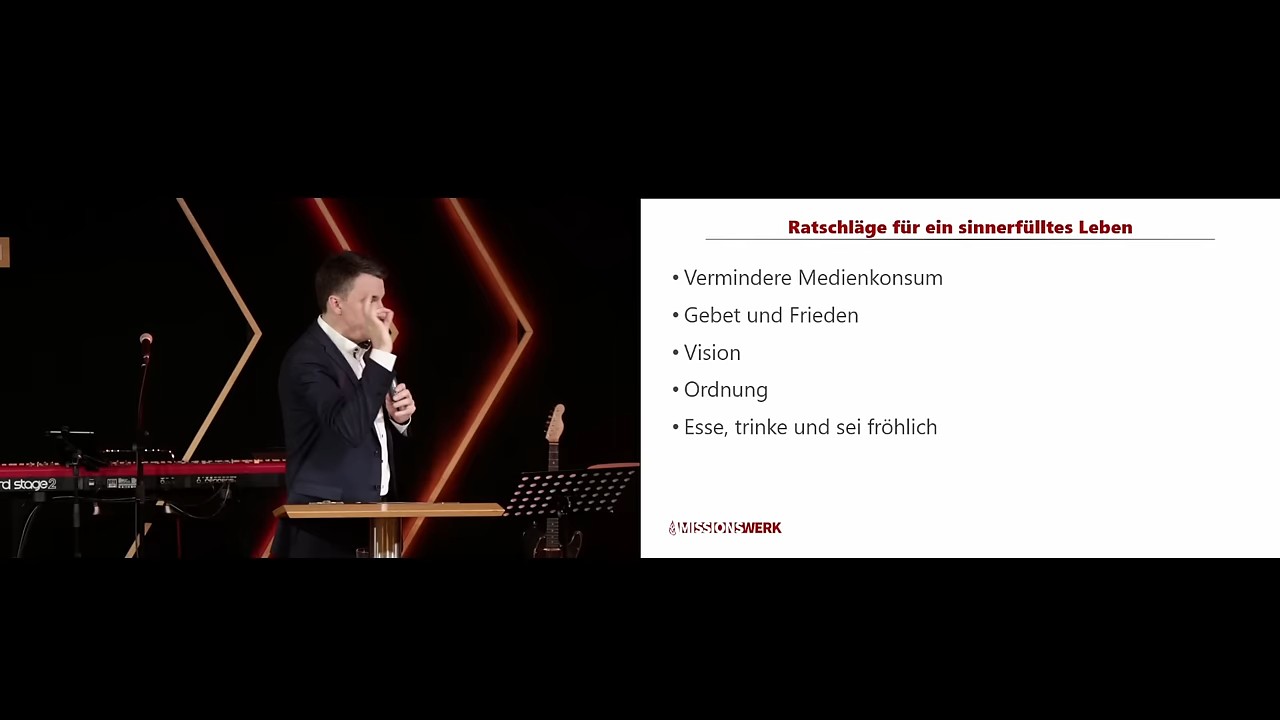 rd stage2
Ratschläge für ein sinnerfülltes Leben
• Vermindere Medienkonsum
• Gebet und Frieden
• Vision
• Ordnung
• Esse, trinke und sei fröhlich
MISSIONSWERK